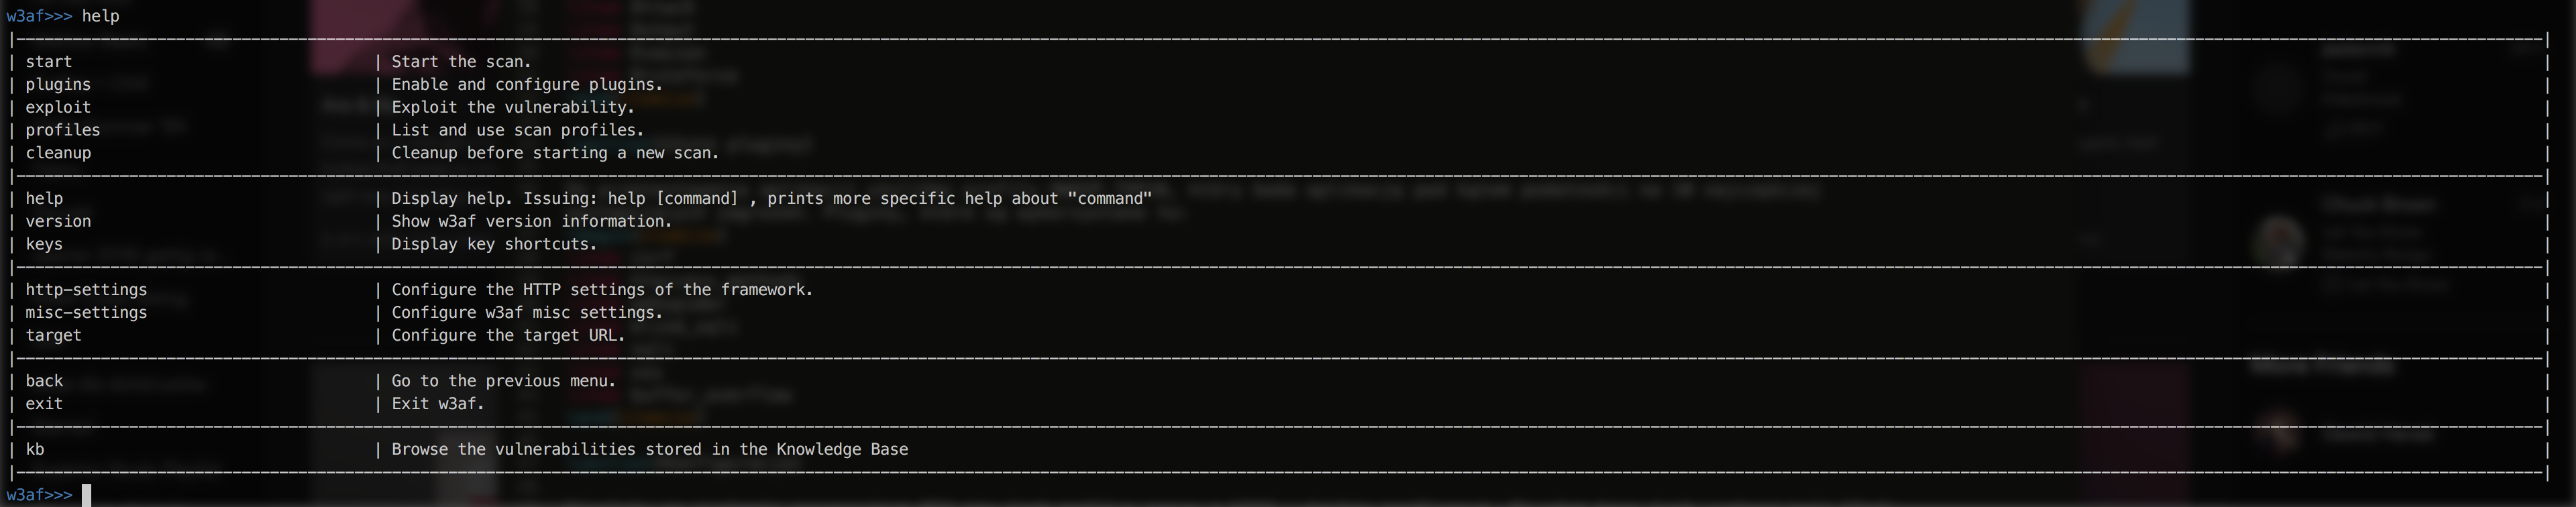 w3af>>> help
|----------------------------------------------------------------|
| start | Start the scan. |
| plugins | Enable and configure plugins. |
| exploit | Exploit the vulnerability. |
| profiles | List and use scan profiles. |
| cleanup | Cleanup before starting a new scan. |
|----------------------------------------------------------------|
| help | Display help. Issuing: help [command] , prints more specific help about "command" |
| version | Show w3af version information. |
| keys | Display key shortcuts. |
|----------------------------------------------------------------|
| http-settings | Configure the HTTP settings of the framework. |
| misc-settings | Configure w3af misc settings. |
| target | Configure the target URL. |
|----------------------------------------------------------------|
| back | Go to the previous menu. |
| exit | Exit w3af. |
|----------------------------------------------------------------|
| kb | Browse the vulnerabilities stored in the Knowledge Base |
|----------------------------------------------------------------|
w3af>>>